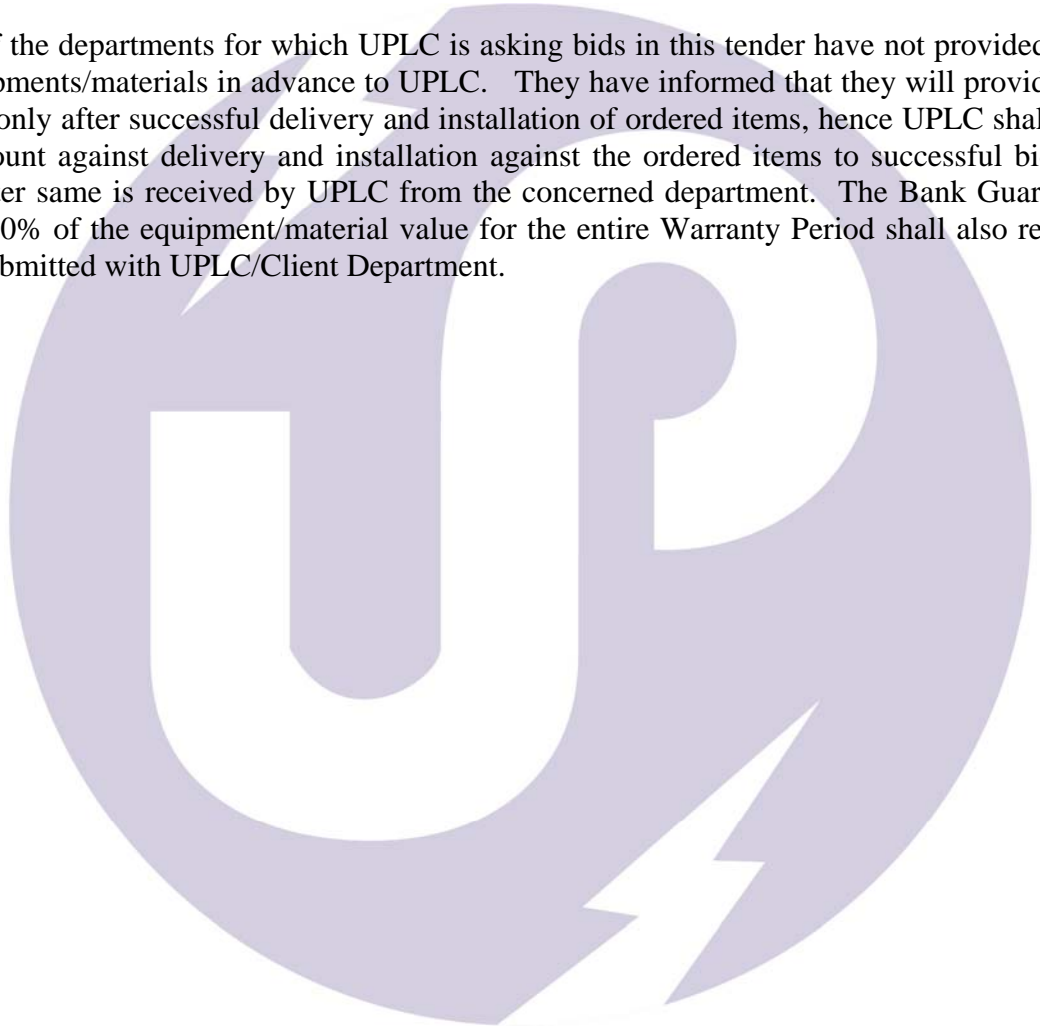 the departments for which UPLC is asking bids in this tender have not provided
pments/materials in advance to UPLC. They have informed that they will provid
only after successful delivery and installation of ordered items, hence UPLC shal
ount against delivery and installation against the ordered items to successful bi
er same is received by UPLC from the concerned department. The Bank Guar
0% of the equipment/material value for the entire Warranty Period shall also re
bmitted with UPLC/Client Department.
UP